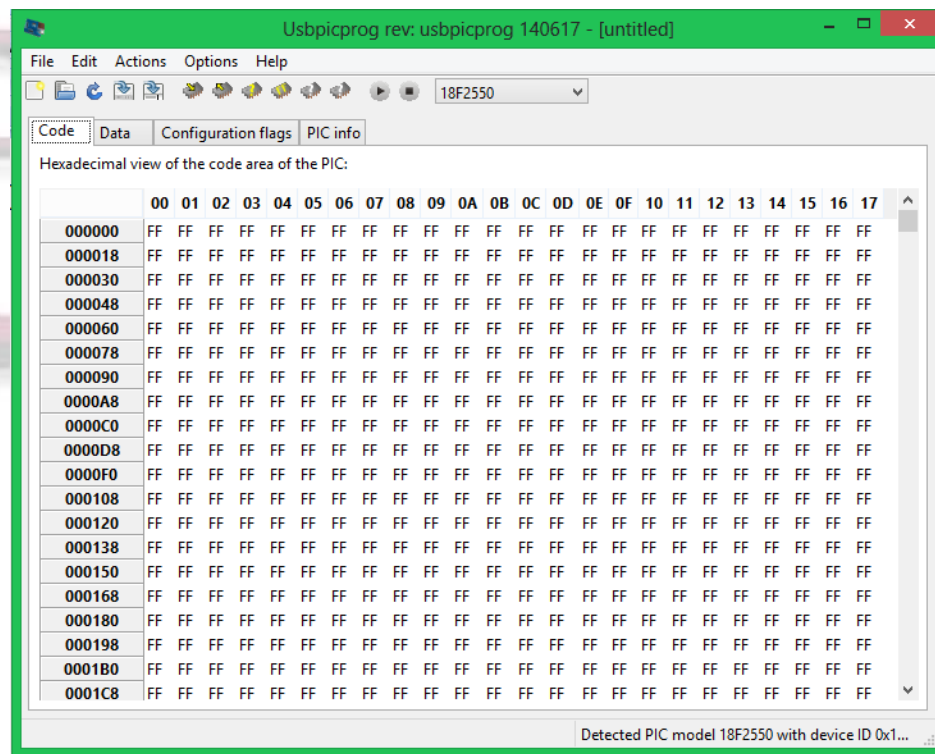 Usbpicprog rev: usbpicprog 140617 - [untitled]
File Edit Actions Options Help
18F2550
Code Data Configuration flags PIC info
Hexadecimal view of the code area of the PIC:
00 01 02 03 04 05 06 07 08 09 0A 0B 0C 0D 0E 0F 10 11 12 13 14 15 16 17
000000 FF FF FF FF FF FF FF FF FF FF FF FF FF FF FF FF FF FF FF FF FF FF FF FF
000018 FF FF FF FF FF FF FF FF FF FF FF FF FF FF FF FF FF FF FF FF FF FF FF FF
000030 FF FF FF FF FF FF FF FF FF FF FF FF FF FF FF FF FF FF FF FF FF FF FF FF
000048 FF FF FF FF FF FF FF FF FF FF FF FF FF FF FF FF FF FF FF FF FF FF FF FF
000060 FF FF FF FF FF FF FF FF FF FF FF FF FF FF FF FF FF FF FF FF FF FF FF FF
000078 FF FF FF FF FF FF FF FF FF FF FF FF FF FF FF FF FF FF FF FF FF FF FF FF
000090 FF FF FF FF FF FF FF FF FF FF FF FF FF FF FF FF FF FF FF FF FF FF FF FF
0000A8 FF FF FF FF FF FF FF FF FF FF FF FF FF FF FF FF FF FF FF FF FF FF FF FF
0000C0 FF FF FF FF FF FF FF FF FF FF FF FF FF FF FF FF FF FF FF FF FF FF FF FF
0000D8 FF FF FF FF FF FF FF FF FF FF FF FF FF FF FF FF FF FF FF FF FF FF FF FF
0000F0 FF FF FF FF FF FF FF FF FF FF FF FF FF FF FF FF FF FF FF FF FF FF FF FF
000108 FF FF FF FF FF FF FF FF FF FF FF FF FF FF FF FF FF FF FF FF FF FF FF FF
000120 FF FF FF FF FF FF FF FF FF FF FF FF FF FF FF FF FF FF FF FF FF FF FF FF
000138 FF FF FF FF FF FF FF FF FF FF FF FF FF FF FF FF FF FF FF FF FF FF FF FF
000150 FF FF FF FF FF FF FF FF FF FF FF FF FF FF FF FF FF FF FF FF FF FF FF FF
000168 FF FF FF FF FF FF FF FF FF FF FF FF FF FF FF FF FF FF FF FF FF FF FF FF
000180 FF FF FF FF FF FF FF FF FF FF FF FF FF FF FF FF FF FF FF FF FF FF FF FF
000198 FF FF FF FF FF FF FF FF FF FF FF FF FF FF FF FF FF FF FF FF FF FF FF FF
0001B0 FF FF FF FF FF FF FF FF FF FF FF FF FF FF FF FF FF FF FF FF FF FF FF FF
0001C8 FF FF FF FF FF FF FF FF FF FF FF FF FF FF FF FF FF FF FF FF FF FF FF FF
Detected PIC model 18F2550 with device ID 0x1...